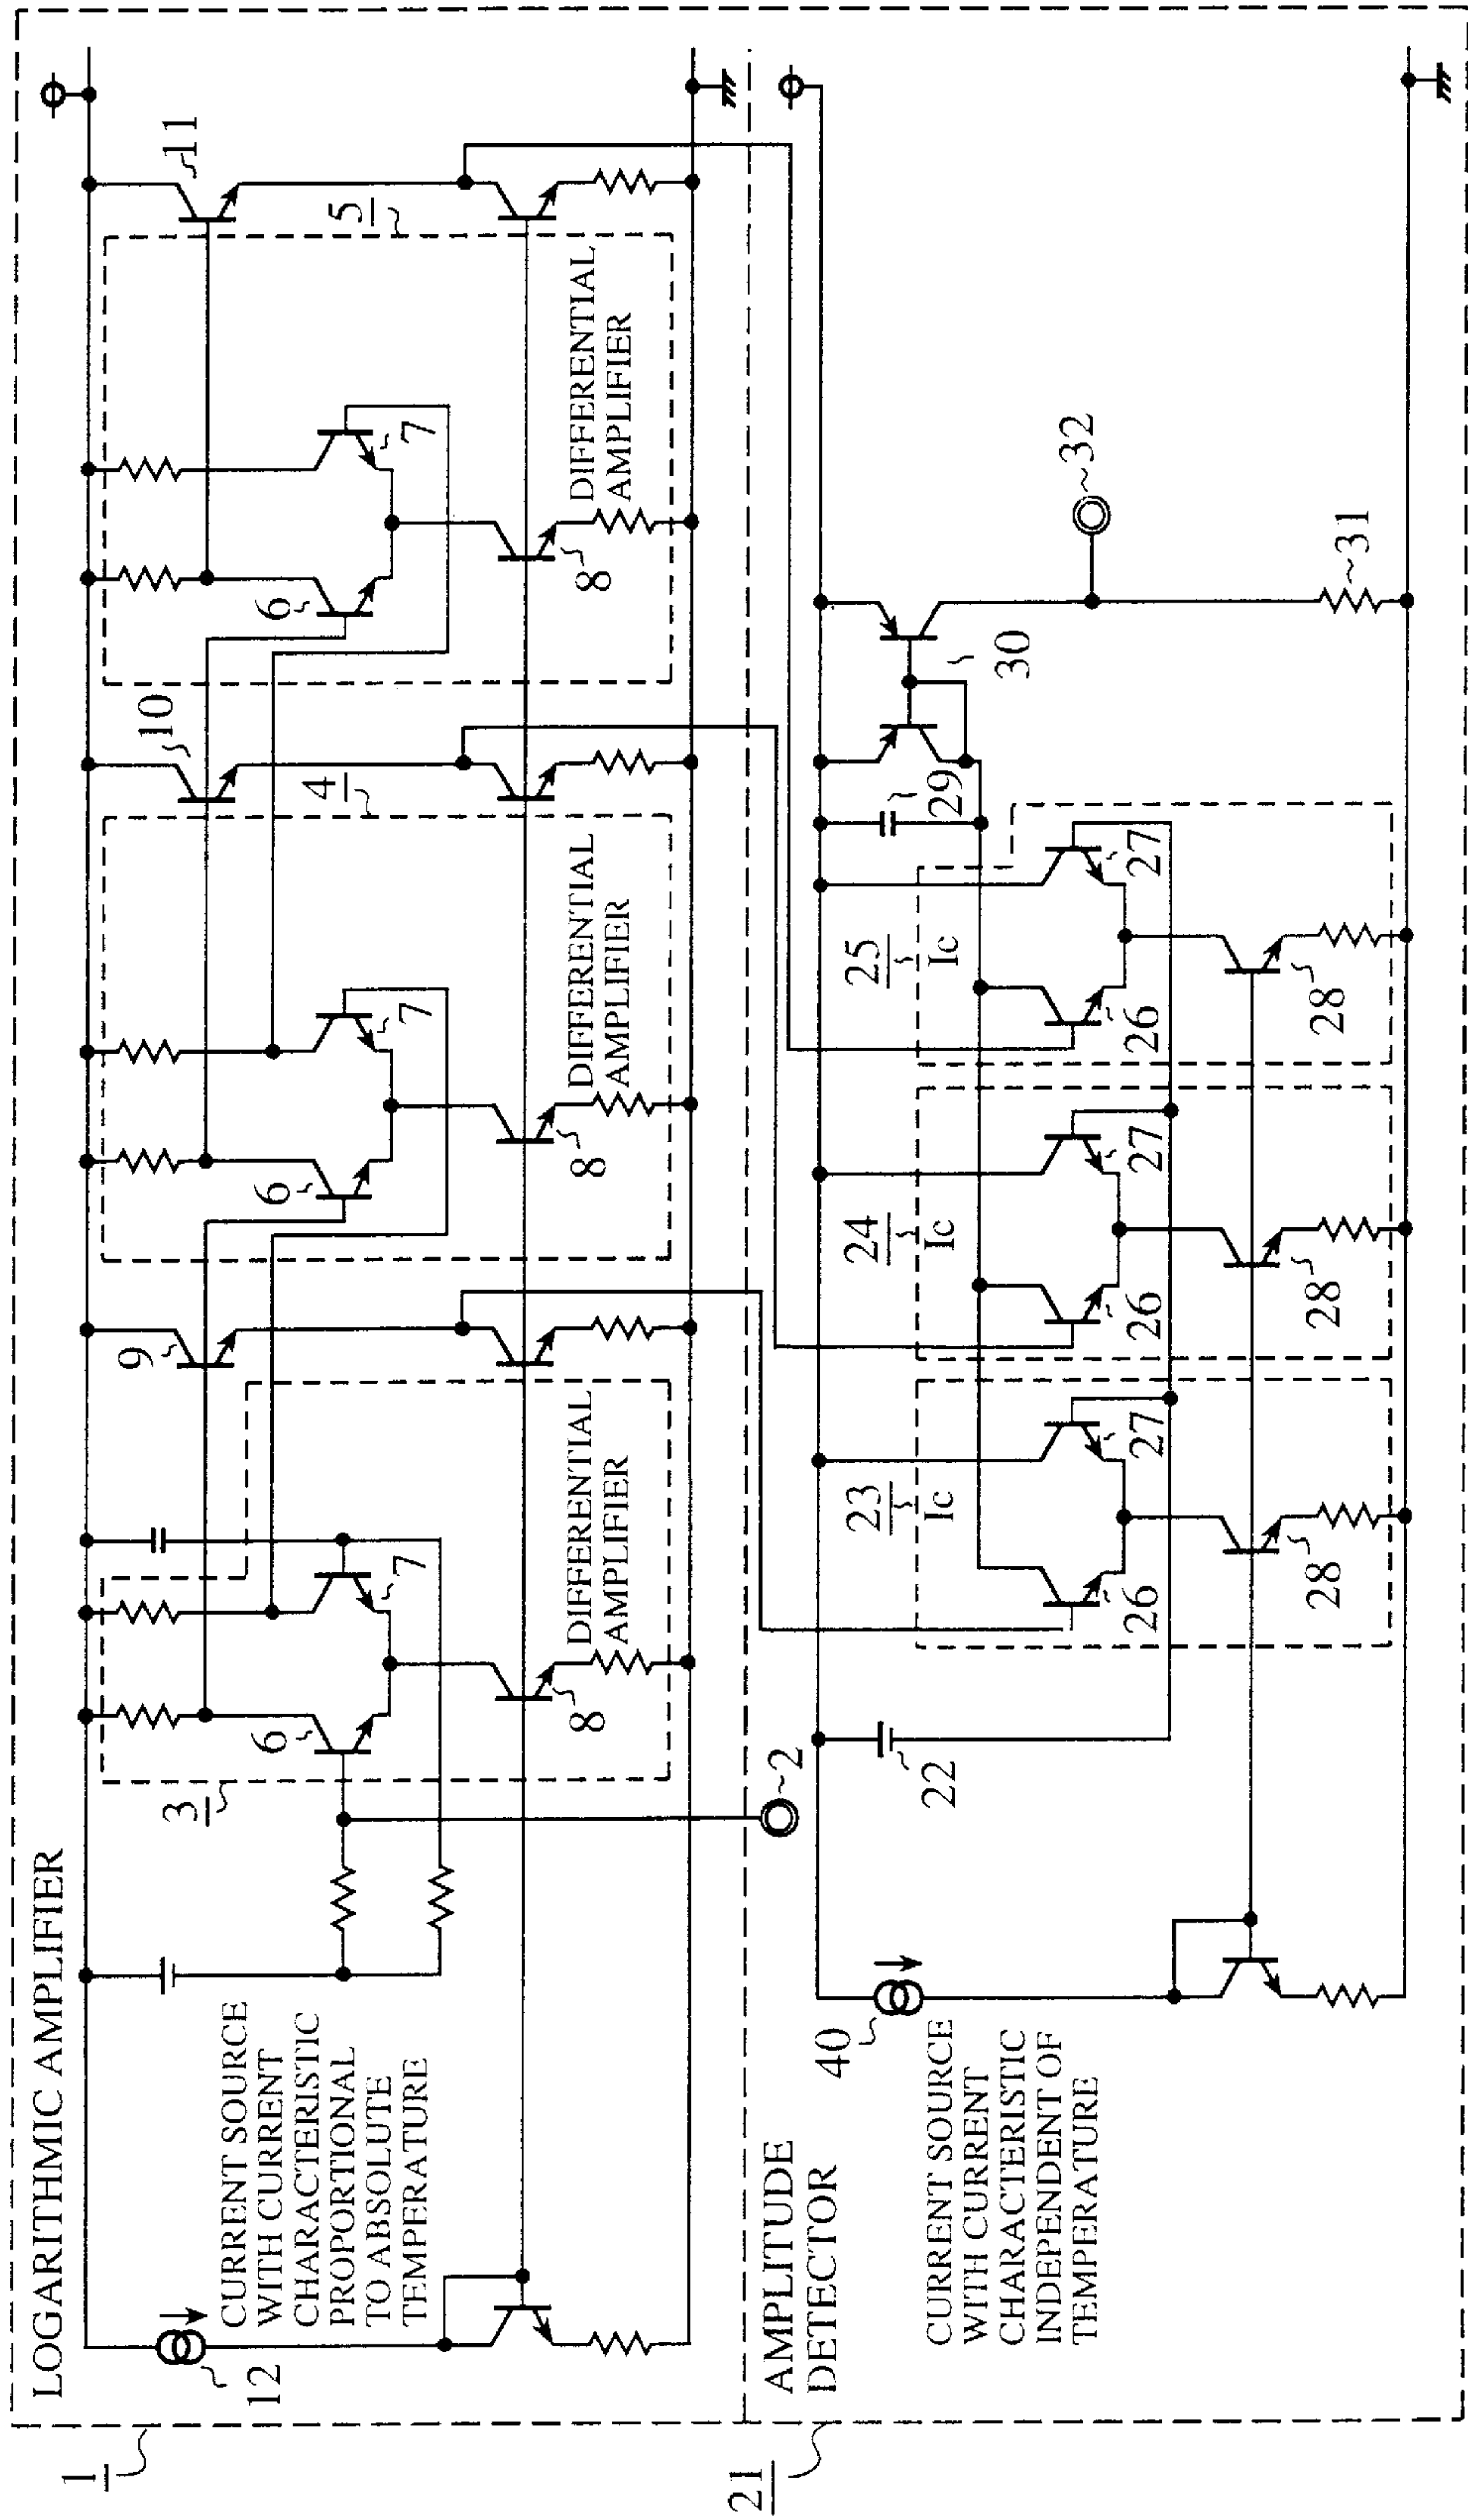 1
LOGARITHMIC AMPLIFIER
12
CURRENT SOURCE
WITH CURRENT
CHARACTERISTIC
PROPORTIONAL
TO ABSOLUTE
TEMPERATURE
3
6
7
8
DIFFERENTIAL
AMPLIFIER
9
6
7
8
DIFFERENTIAL
AMPLIFIER
4
10
6
7
8
DIFFERENTIAL
AMPLIFIER
5
11
2
21
AMPLITUDE
DETECTOR
40
CURRENT SOURCE
WITH CURRENT
CHARACTERISTIC
INDEPENDENT OF
TEMPERATURE
22
23
Ic
26
27
28
24
Ic
26
27
28
25
Ic
26
27
28
29
30
32
31